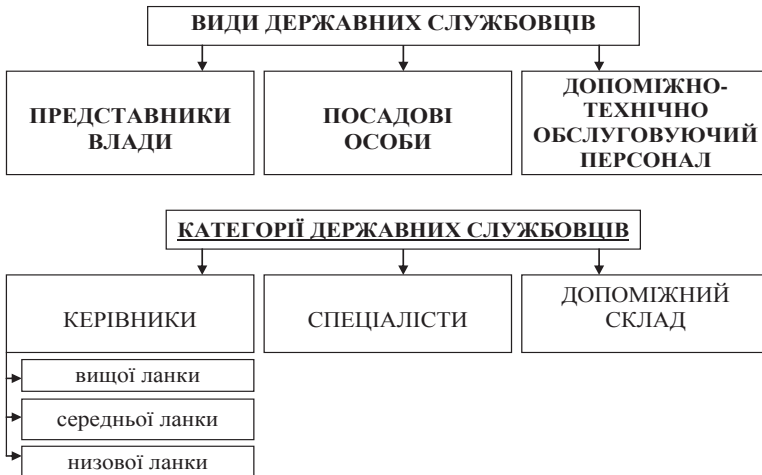 ВИДИ ДЕРЖАВНИХ СЛУЖБОВЦІВ
ПРЕДСТАВНИКИ
ВЛАДИ
ПОСАДОВІ
ОСОБИ
ДОПОМІЖНО-
ТЕХНІЧНО
ОБСЛУГОВУЮЧИЙ
ПЕРСОНАЛ
КАТЕГОРІЇ ДЕРЖАВНИХ СЛУЖБОВЦІВ
КЕРІВНИКИ
СПЕЦІАЛІСТИ
ДОПОМІЖНИЙ
СКЛАД
вищої ланки
середньої ланки
низової ланки